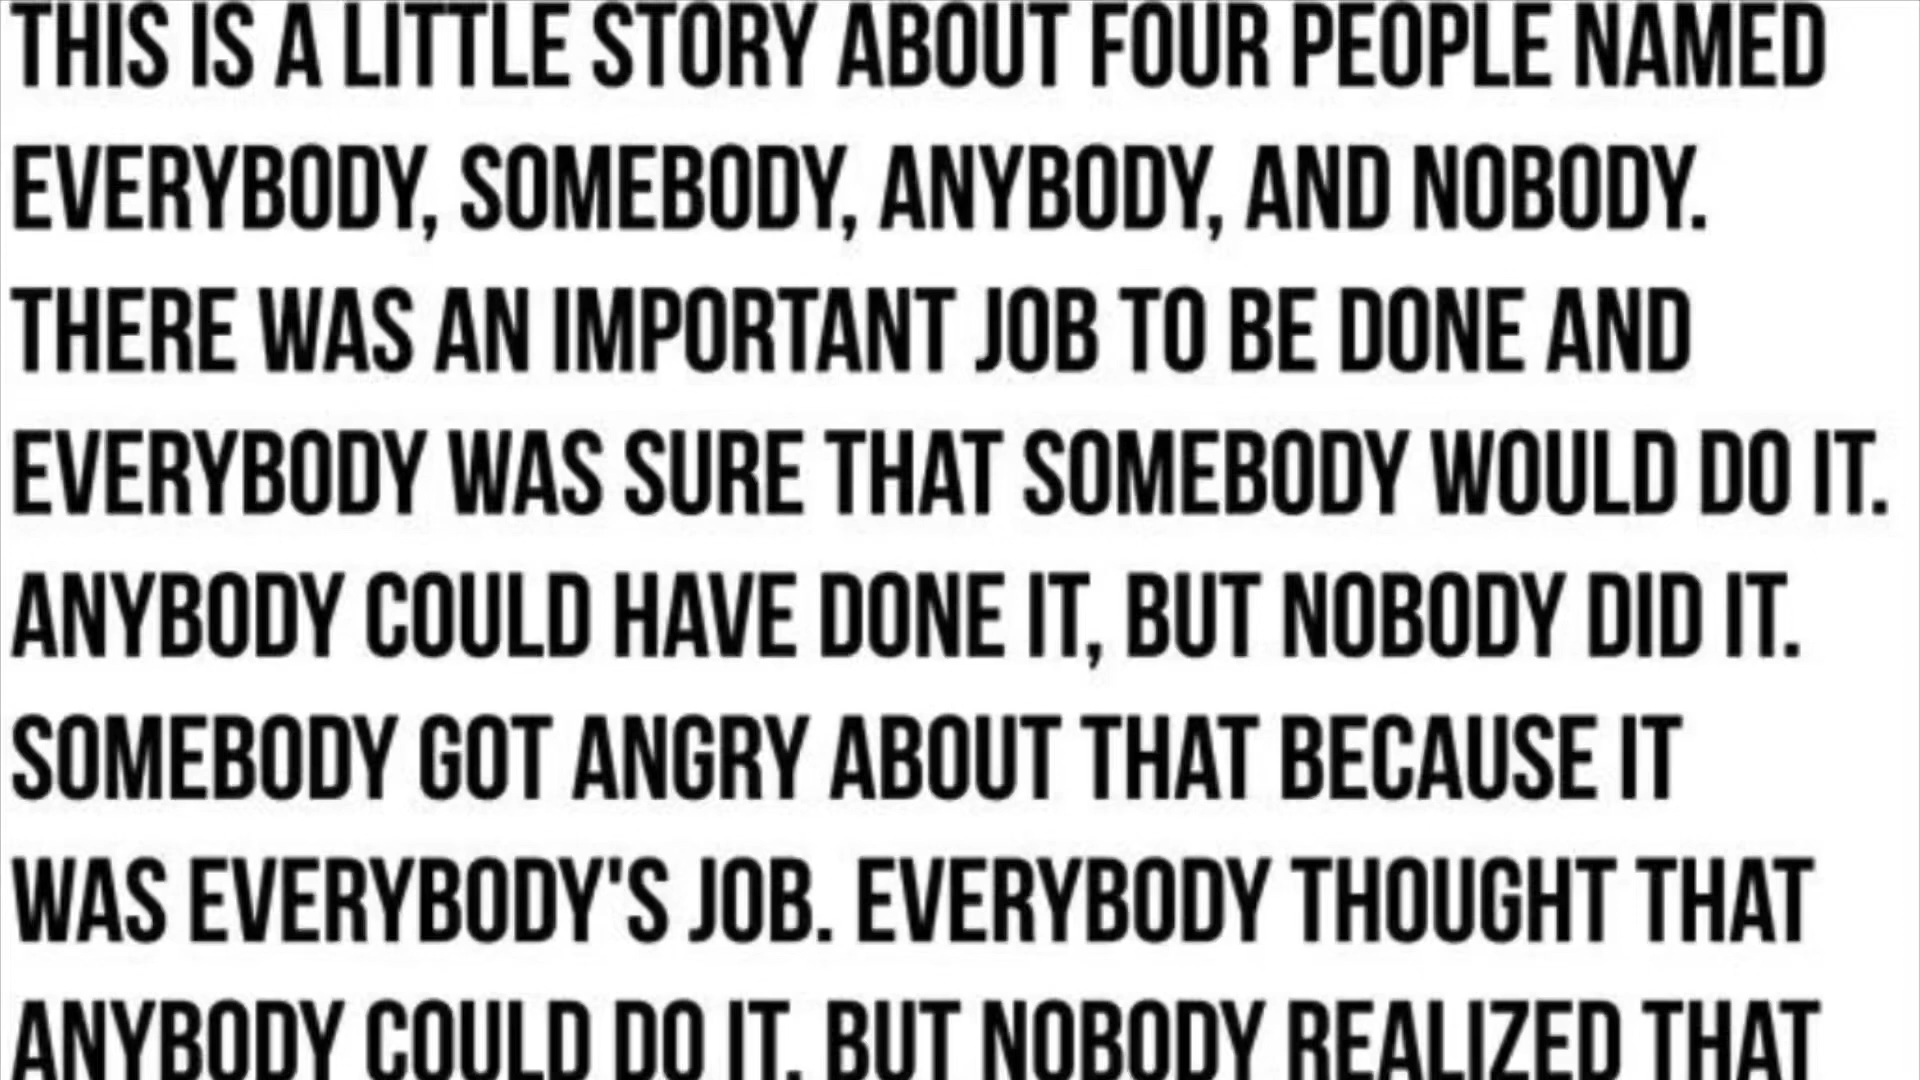 THIS IS A LITTLE STORY ABOUT FOUR PEOPLE NAMED
EVERYBODY, SOMEBODY, ANYBODY, AND NOBODY.
THERE WAS AN IMPORTANT JOB TO BE DONE AND
EVERYBODY WAS SURE THAT SOMEBODY WOULD DO IT.
ANYBODY COULD HAVE DONE IT, BUT NOBODY DID IT.
SOMEBODY GOT ANGRY ABOUT THAT BECAUSE IT
WAS EVERYBODY'S JOB. EVERYBODY THOUGHT THAT
ANYBODY COULD DO IT, BUT NOBODY REALIZED THAT